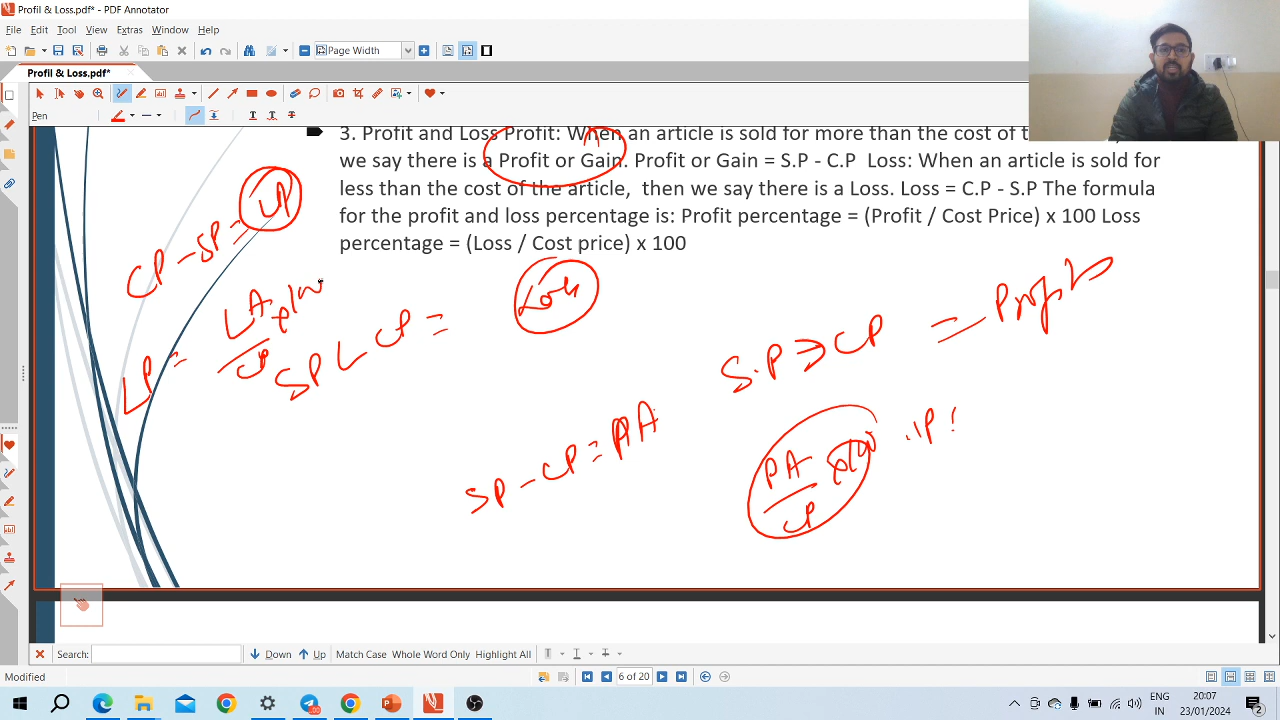 Profil & Loss.pdf* - PDF Annotator
File Edit Tool View Extras Window Help
Page Width
Profil & Loss.pdf*
Pen
3. Profit and Loss Profit: When an article is sold for more than the cost of
we say there is a Profit or Gain. Profit or Gain = S.P - C.P Loss: When an article is sold for
less than the cost of the article, then we say there is a Loss. Loss = C.P - S.P The formula
for the profit and loss percentage is: Profit percentage = (Profit / Cost Price) x 100 Loss
percentage = (Loss / Cost price) x 100
CP - SP =
Loss
LP = LA
CP
SP < CP =
S.P > CP = Profit
SP - CP = PA
PA
CP
Search: Down Up Match Case Whole Word Only Highlight All
Modified
6 of 20
ENG
IN
20:07
23/01/2024
2